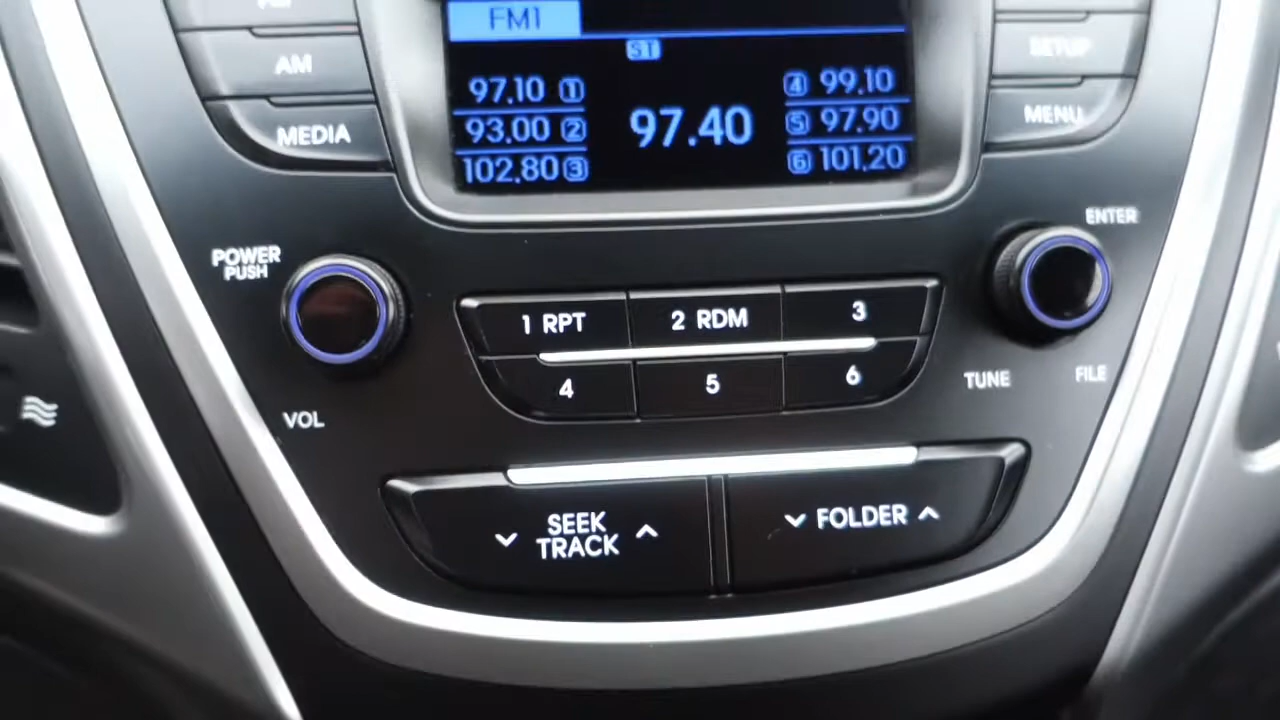 FM1
ST
AM
MEDIA
97.10 1
93.00 2
102.80 3
97.40
4 99.10
5 97.90
6 101.20
SETUP
MENU
POWER
PUSH
VOL
ENTER
TUNE
FILE
1 RPT
2 RDM
3
4
5
6
SEEK
TRACK
FOLDER